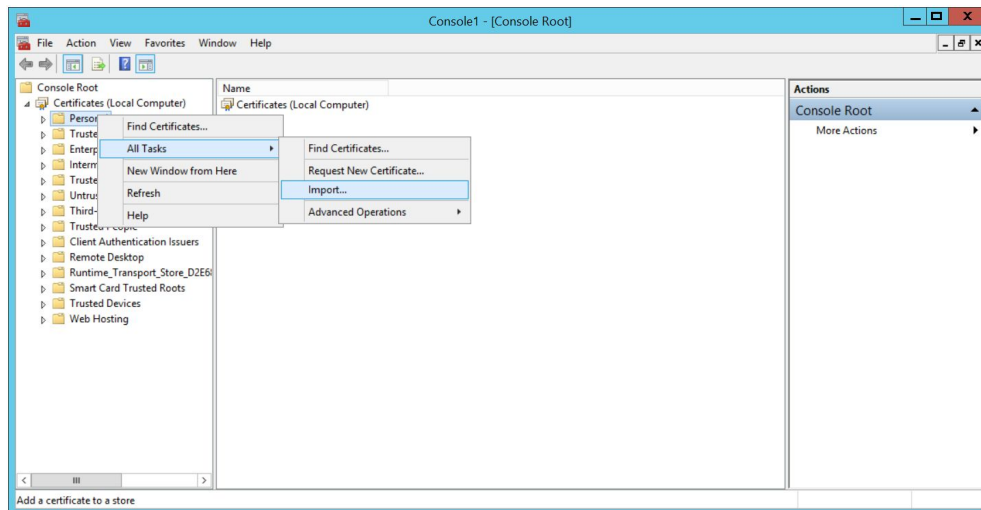 Console1 - [Console Root]
File Action View Favorites Window Help
Console Root
Certificates (Local Computer)
Person
Truste
Enterp
Interm
Truste
Untrus
Third-
Trusted People
Client Authentication Issuers
Remote Desktop
Runtime_Transport_Store_D2E6
Smart Card Trusted Roots
Trusted Devices
Web Hosting
Find Certificates...
All Tasks
New Window from Here
Refresh
Help
Find Certificates...
Request New Certificate...
Import...
Advanced Operations
Name
Certificates (Local Computer)
Actions
Console Root
More Actions
Add a certificate to a store